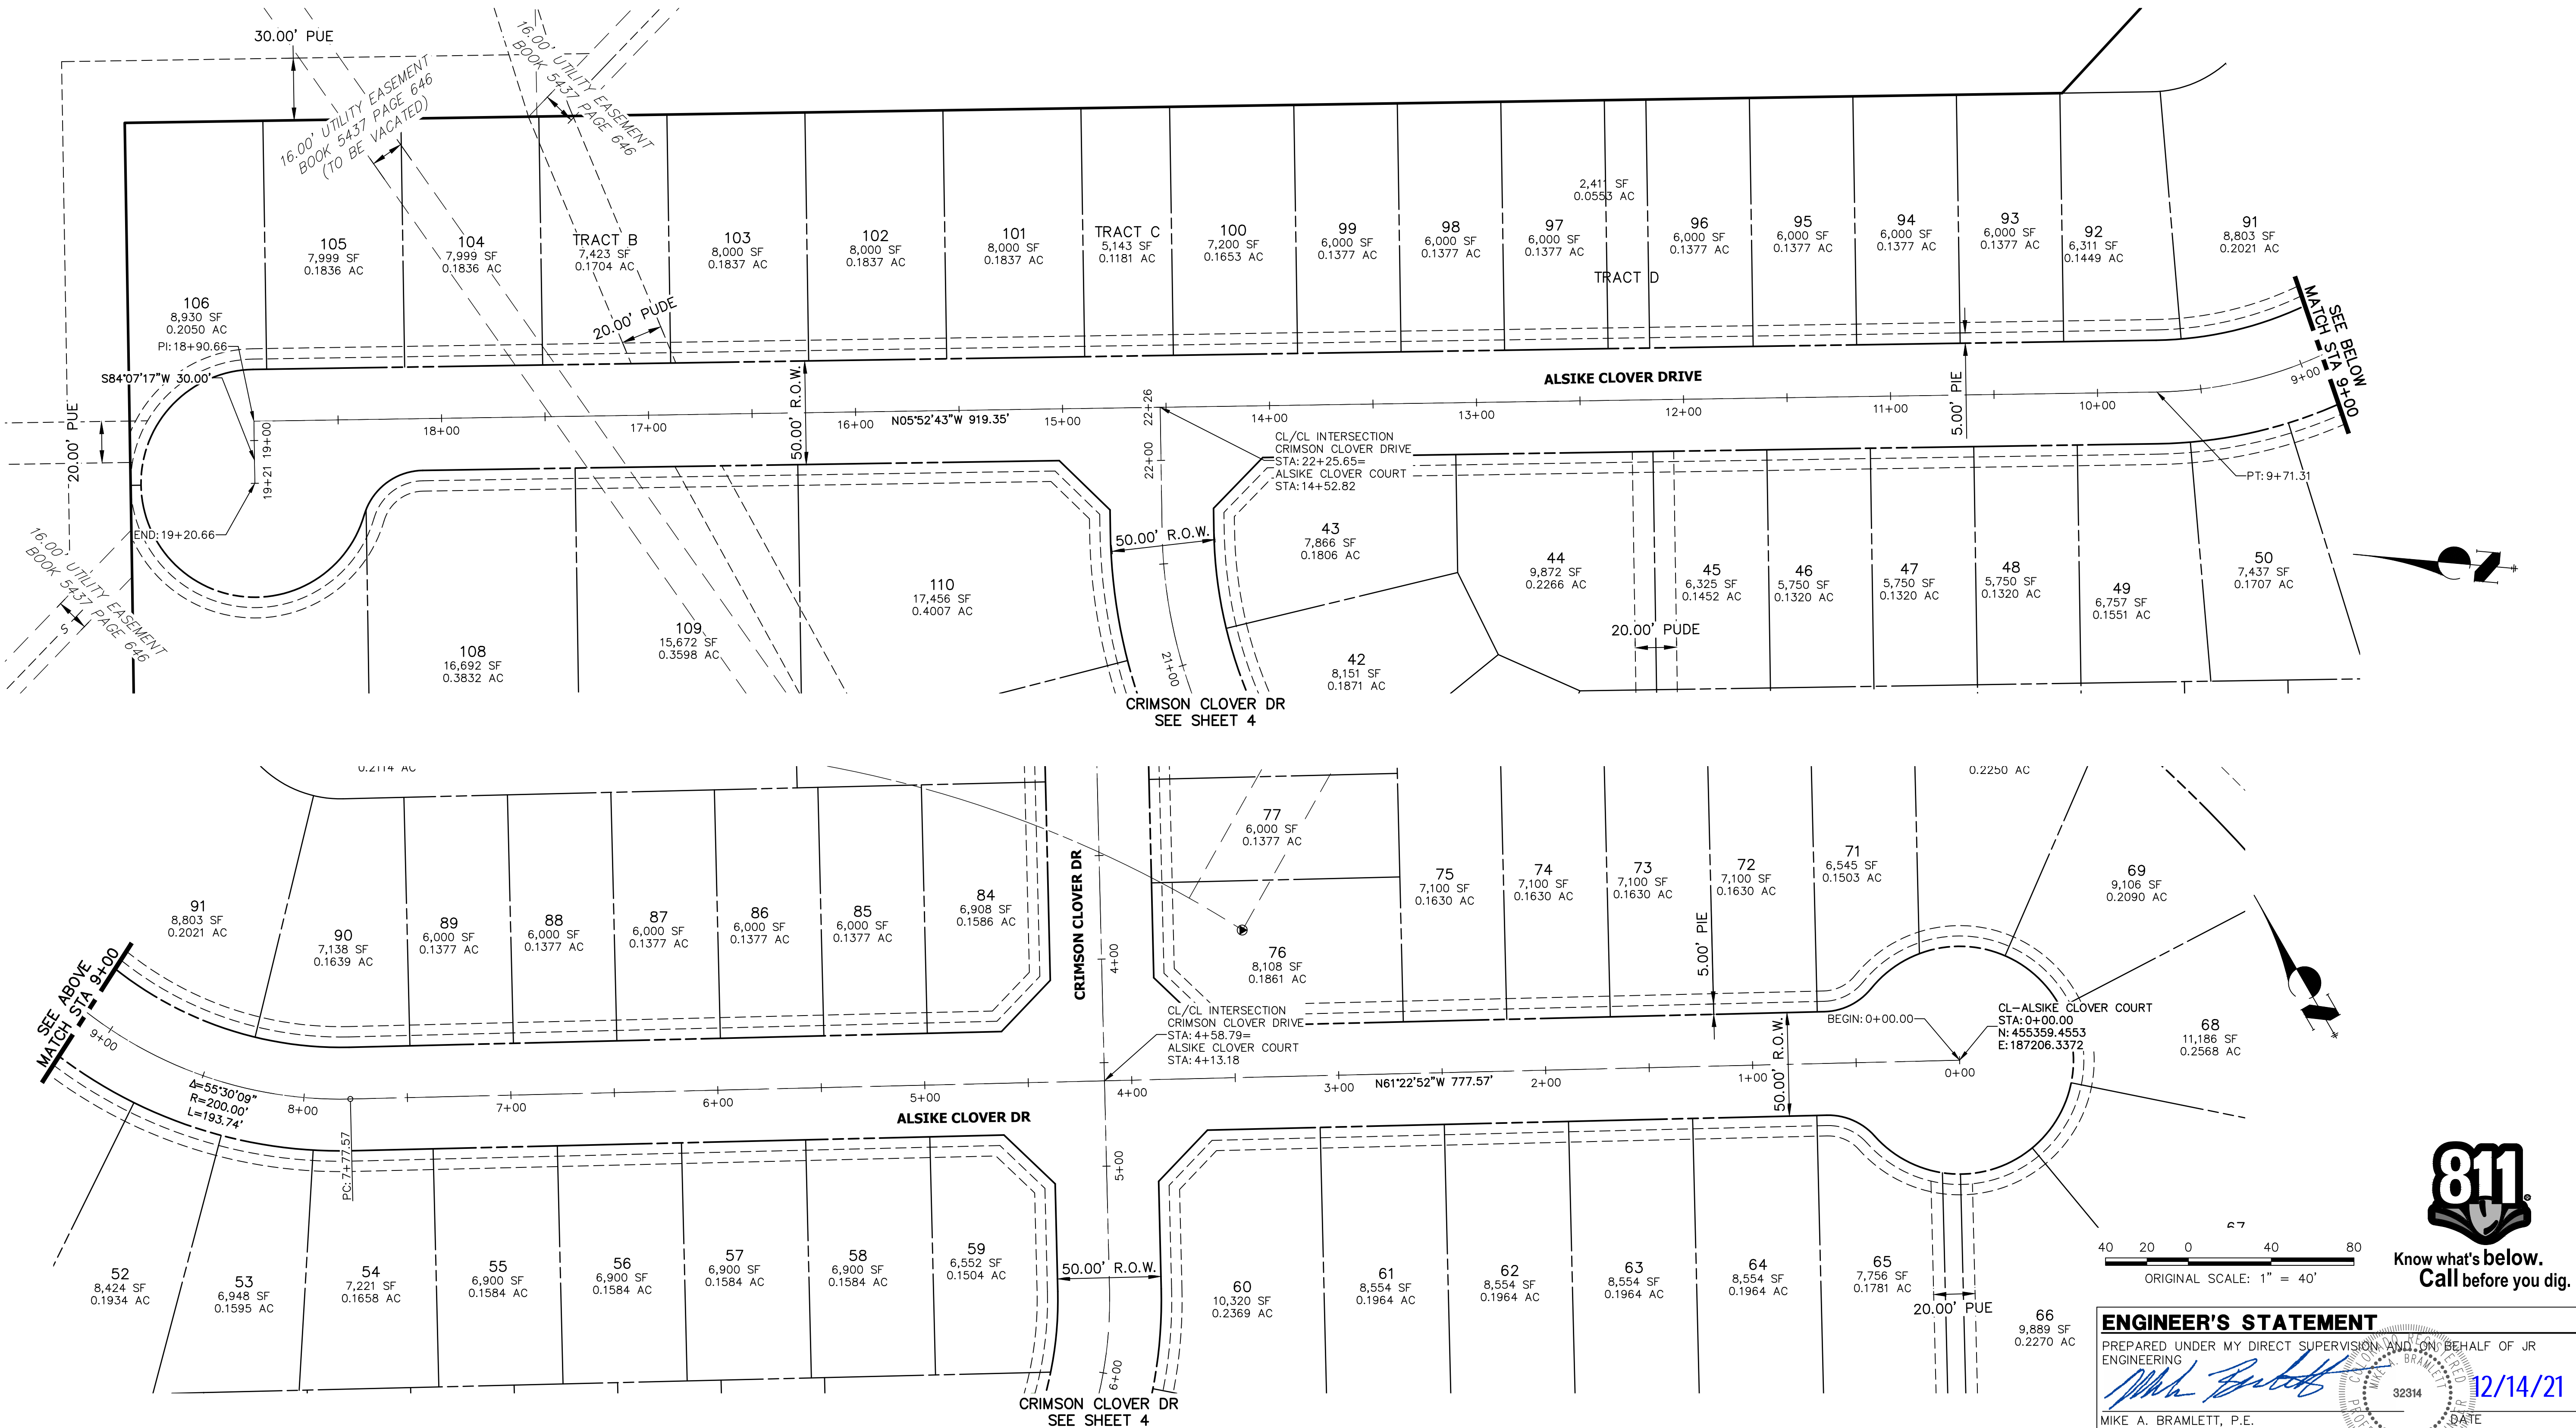 30.00' PUE
16.00' UTILITY EASEMENT
BOOK 5437 PAGE 646
(TO BE VACATED)
16.00' UTILITY EASEMENT
BOOK 5437 PAGE 646
106
8,930 SF
0.2050 AC
105
7,999 SF
0.1836 AC
104
7,999 SF
0.1836 AC
TRACT B
7,423 SF
0.1704 AC
103
8,000 SF
0.1837 AC
102
8,000 SF
0.1837 AC
101
8,000 SF
0.1837 AC
TRACT C
5,143 SF
0.1181 AC
100
7,200 SF
0.1653 AC
99
6,000 SF
0.1377 AC
98
6,000 SF
0.1377 AC
97
6,000 SF
0.1377 AC
2,411 SF
0.0553 AC
TRACT D
96
6,000 SF
0.1377 AC
95
6,000 SF
0.1377 AC
94
6,000 SF
0.1377 AC
93
6,000 SF
0.1377 AC
92
6,311 SF
0.1449 AC
91
8,803 SF
0.2021 AC
SEE BELOW
MATCH STA 9+00
PI: 18+90.66
S84°07'17"W 30.00'
20.00' PUDE
20.00' PUE
19+21 19+00
END: 19+20.66
18+00
17+00
50.00' R.O.W.
16+00
N05°52'43"W 919.35'
15+00
22+26
22+00
14+00
13+00
12+00
11+00
10+00
9+00
ALSIKE CLOVER DRIVE
5.00' PIE
CL/CL INTERSECTION
CRIMSON CLOVER DRIVE
STA: 22+25.65=
ALSIKE CLOVER COURT
STA: 14+52.82
PT: 9+71.31
16.00' UTILITY EASEMENT
BOOK 5437 PAGE 646
S
108
16,692 SF
0.3832 AC
109
15,672 SF
0.3598 AC
110
17,456 SF
0.4007 AC
50.00' R.O.W.
21+00
43
7,866 SF
0.1806 AC
42
8,151 SF
0.1871 AC
44
9,872 SF
0.2266 AC
20.00' PUDE
45
6,325 SF
0.1452 AC
46
5,750 SF
0.1320 AC
47
5,750 SF
0.1320 AC
48
5,750 SF
0.1320 AC
49
6,757 SF
0.1551 AC
50
7,437 SF
0.1707 AC
N
CRIMSON CLOVER DR
SEE SHEET 4
0.2114 AC
0.2250 AC
91
8,803 SF
0.2021 AC
90
7,138 SF
0.1639 AC
89
6,000 SF
0.1377 AC
88
6,000 SF
0.1377 AC
87
6,000 SF
0.1377 AC
86
6,000 SF
0.1377 AC
85
6,000 SF
0.1377 AC
84
6,908 SF
0.1586 AC
CRIMSON CLOVER DR
4+00
77
6,000 SF
0.1377 AC
76
8,108 SF
0.1861 AC
75
7,100 SF
0.1630 AC
74
7,100 SF
0.1630 AC
73
7,100 SF
0.1630 AC
72
7,100 SF
0.1630 AC
71
6,545 SF
0.1503 AC
69
9,106 SF
0.2090 AC
68
11,186 SF
0.2568 AC
N
SEE ABOVE
MATCH STA 9+00
9+00
Δ=55°30'09"
R=200.00'
L=193.74'
8+00
PC: 7+77.57
7+00
6+00
5+00
ALSIKE CLOVER DR
CL/CL INTERSECTION
CRIMSON CLOVER DRIVE
STA: 4+58.79=
ALSIKE CLOVER COURT
STA: 4+13.18
4+00
3+00
N61°22'52"W 777.57'
2+00
1+00
0+00
5.00' PIE
50.00' R.O.W.
BEGIN: 0+00.00
CL-ALSIKE CLOVER COURT
STA: 0+00.00
N: 455359.4553
E: 187206.3372
5+00
6+00
50.00' R.O.W.
52
8,424 SF
0.1934 AC
53
6,948 SF
0.1595 AC
54
7,221 SF
0.1658 AC
55
6,900 SF
0.1584 AC
56
6,900 SF
0.1584 AC
57
6,900 SF
0.1584 AC
58
6,900 SF
0.1584 AC
59
6,552 SF
0.1504 AC
60
10,320 SF
0.2369 AC
61
8,554 SF
0.1964 AC
62
8,554 SF
0.1964 AC
63
8,554 SF
0.1964 AC
64
8,554 SF
0.1964 AC
65
7,756 SF
0.1781 AC
20.00' PUE
66
9,889 SF
0.2270 AC
67
CRIMSON CLOVER DR
SEE SHEET 4
40 20 0 40 80
ORIGINAL SCALE: 1" = 40'
811®
Know what's below.
Call before you dig.
ENGINEER'S STATEMENT
PREPARED UNDER MY DIRECT SUPERVISION AND ON BEHALF OF JR
ENGINEERING
COLORADO REGISTERED
MIKE A. BRAMLETT
32314
12/14/21
MIKE A. BRAMLETT, P.E.
DATE